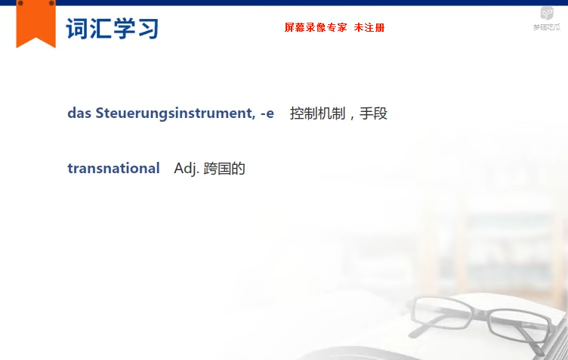 词汇学习
屏幕录像专家 未注册
das Steuerungsinstrument, -e 控制机制，手段
transnational Adj. 跨国的